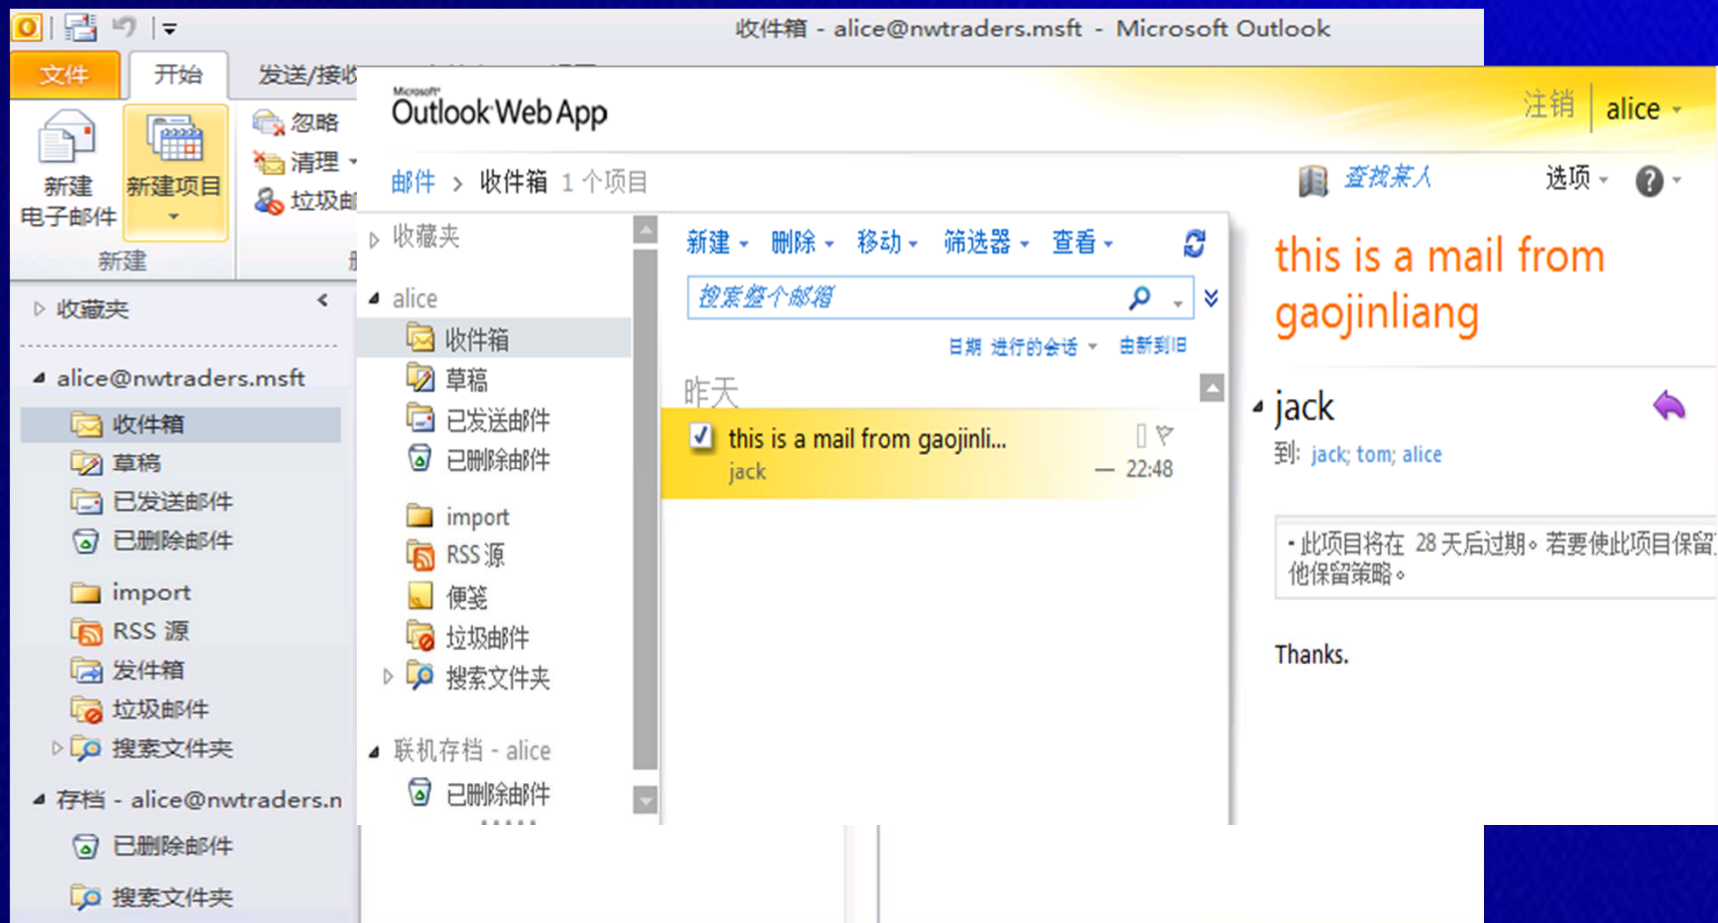 收件箱 - alice@nwtraders.msft - Microsoft Outlook
文件
开始
发送/接收
忽略
清理
新建
电子邮件
新建项目
新建
收藏夹
alice@nwtraders.msft
收件箱
草稿
已发送邮件
已删除邮件
import
RSS 源
发件箱
垃圾邮件
搜索文件夹
存档 - alice@nwtraders.n
已删除邮件
搜索文件夹
Microsoft
Outlook Web App
注销
alice
邮件 > 收件箱 1 个项目
查找某人
选项
收藏夹
alice
收件箱
草稿
已发送邮件
已删除邮件
import
RSS 源
便笺
垃圾邮件
搜索文件夹
联机存档 - alice
已删除邮件
新建 删除 移动 筛选器 查看
搜索整个邮箱
日期 进行的会话 由新到旧
昨天
this is a mail from gaojinli...
jack
22:48
this is a mail from
gaojinliang
jack
到: jack; tom; alice
• 此项目将在 28 天后过期。若要使此项目保留
他保留策略。
Thanks.